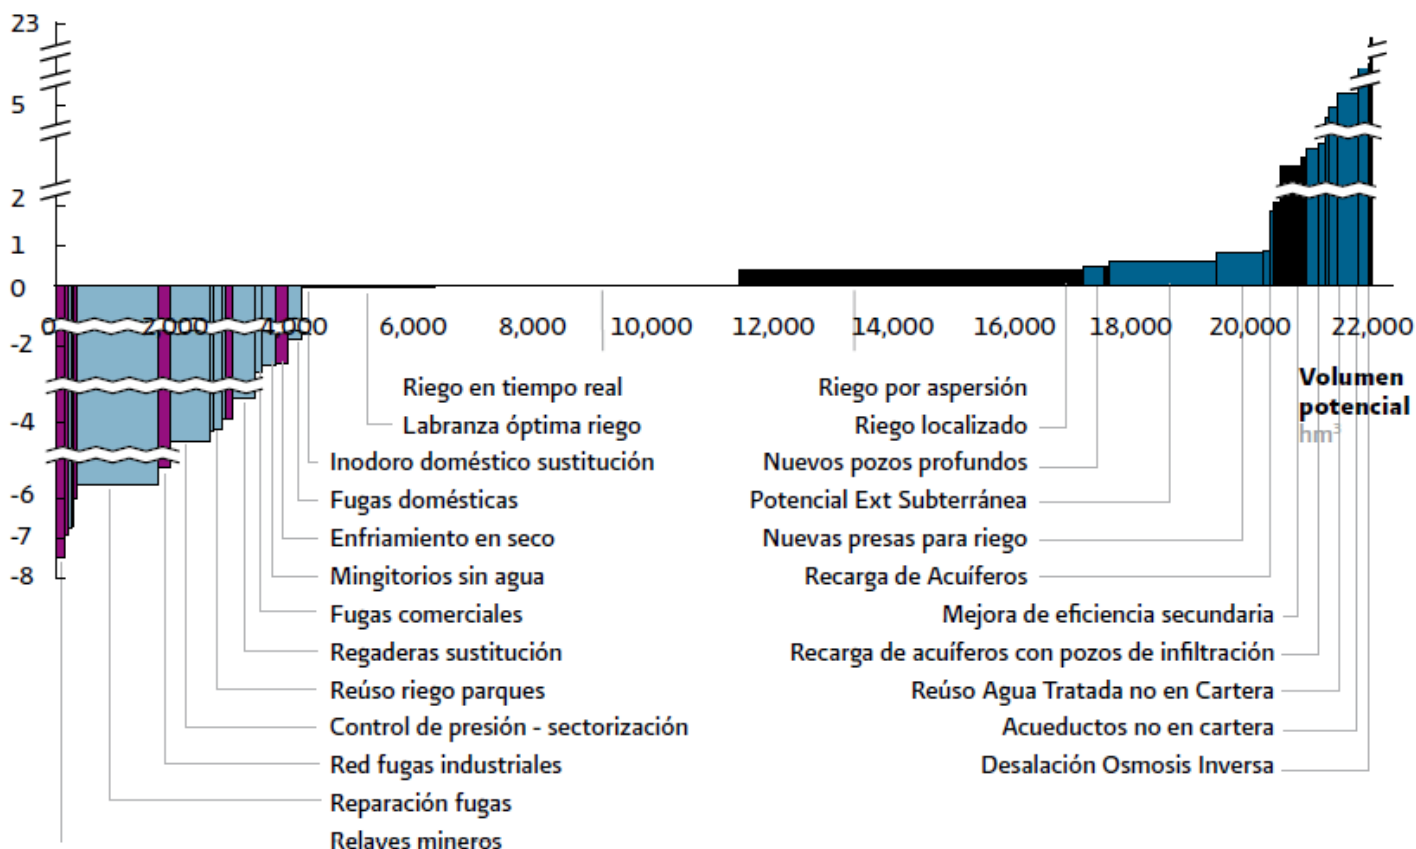 23
5
2
1
0
0 2,000 4,000 6,000 8,000 10,000 12,000 14,000 16,000 18,000 20,000 22,000
-2
-4
-6
-7
-8
Volumen
potencial
hm³
Riego en tiempo real
Labranza óptima riego
Inodoro doméstico sustitución
Fugas domésticas
Enfriamiento en seco
Mingitorios sin agua
Fugas comerciales
Regaderas sustitución
Reúso riego parques
Control de presión - sectorización
Red fugas industriales
Reparación fugas
Relaves mineros
Riego por aspersión
Riego localizado
Nuevos pozos profundos
Potencial Ext Subterránea
Nuevas presas para riego
Recarga de Acuíferos
Mejora de eficiencia secundaria
Recarga de acuíferos con pozos de infiltración
Reúso Agua Tratada no en Cartera
Acueductos no en cartera
Desalación Osmosis Inversa